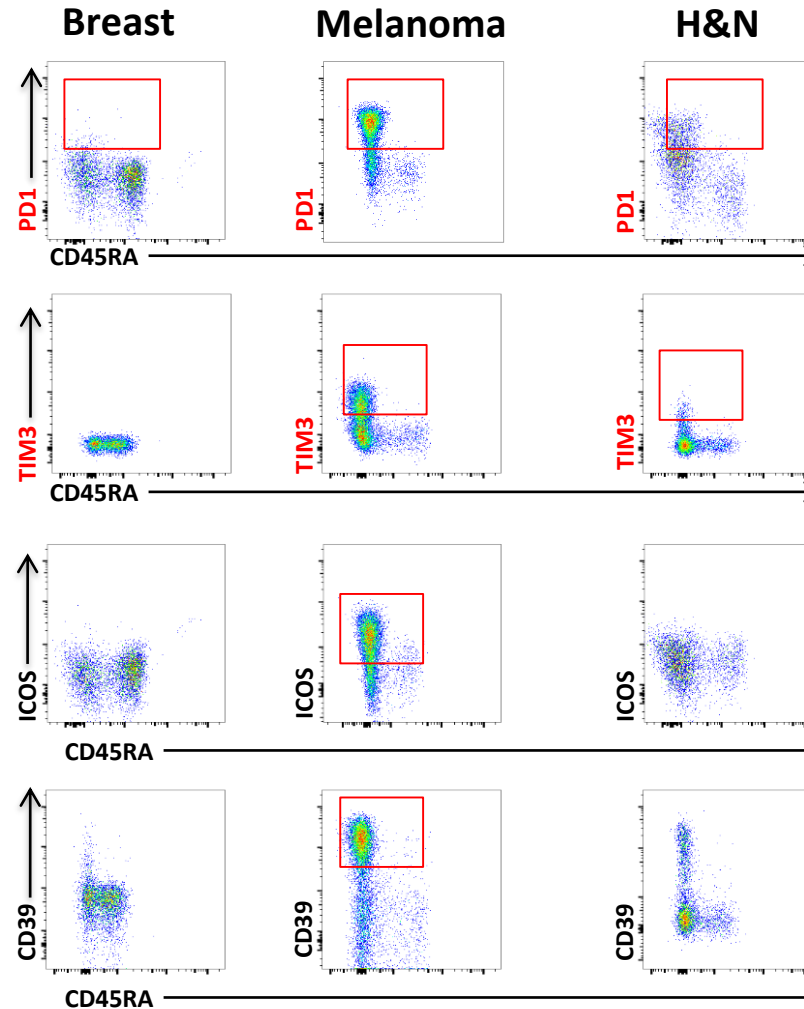 Breast Melanoma H&N
PD1 PD1 PD1
CD45RA
TIM3 TIM3 TIM3
CD45RA
ICOS ICOS ICOS
CD45RA
CD39 CD39 CD39
CD45RA